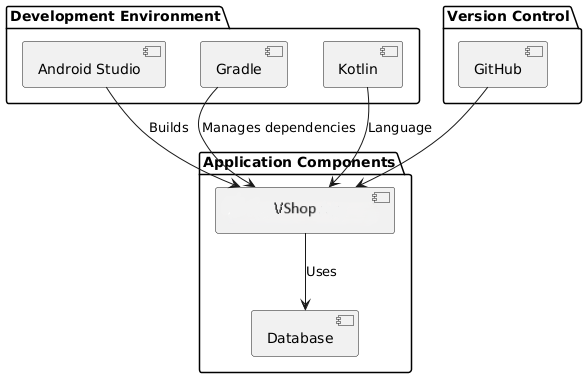 Development Environment
Version Control
Android Studio
Gradle
Kotlin
GitHub
Builds
Manages dependencies
Language
Application Components
VShop
Uses
Database